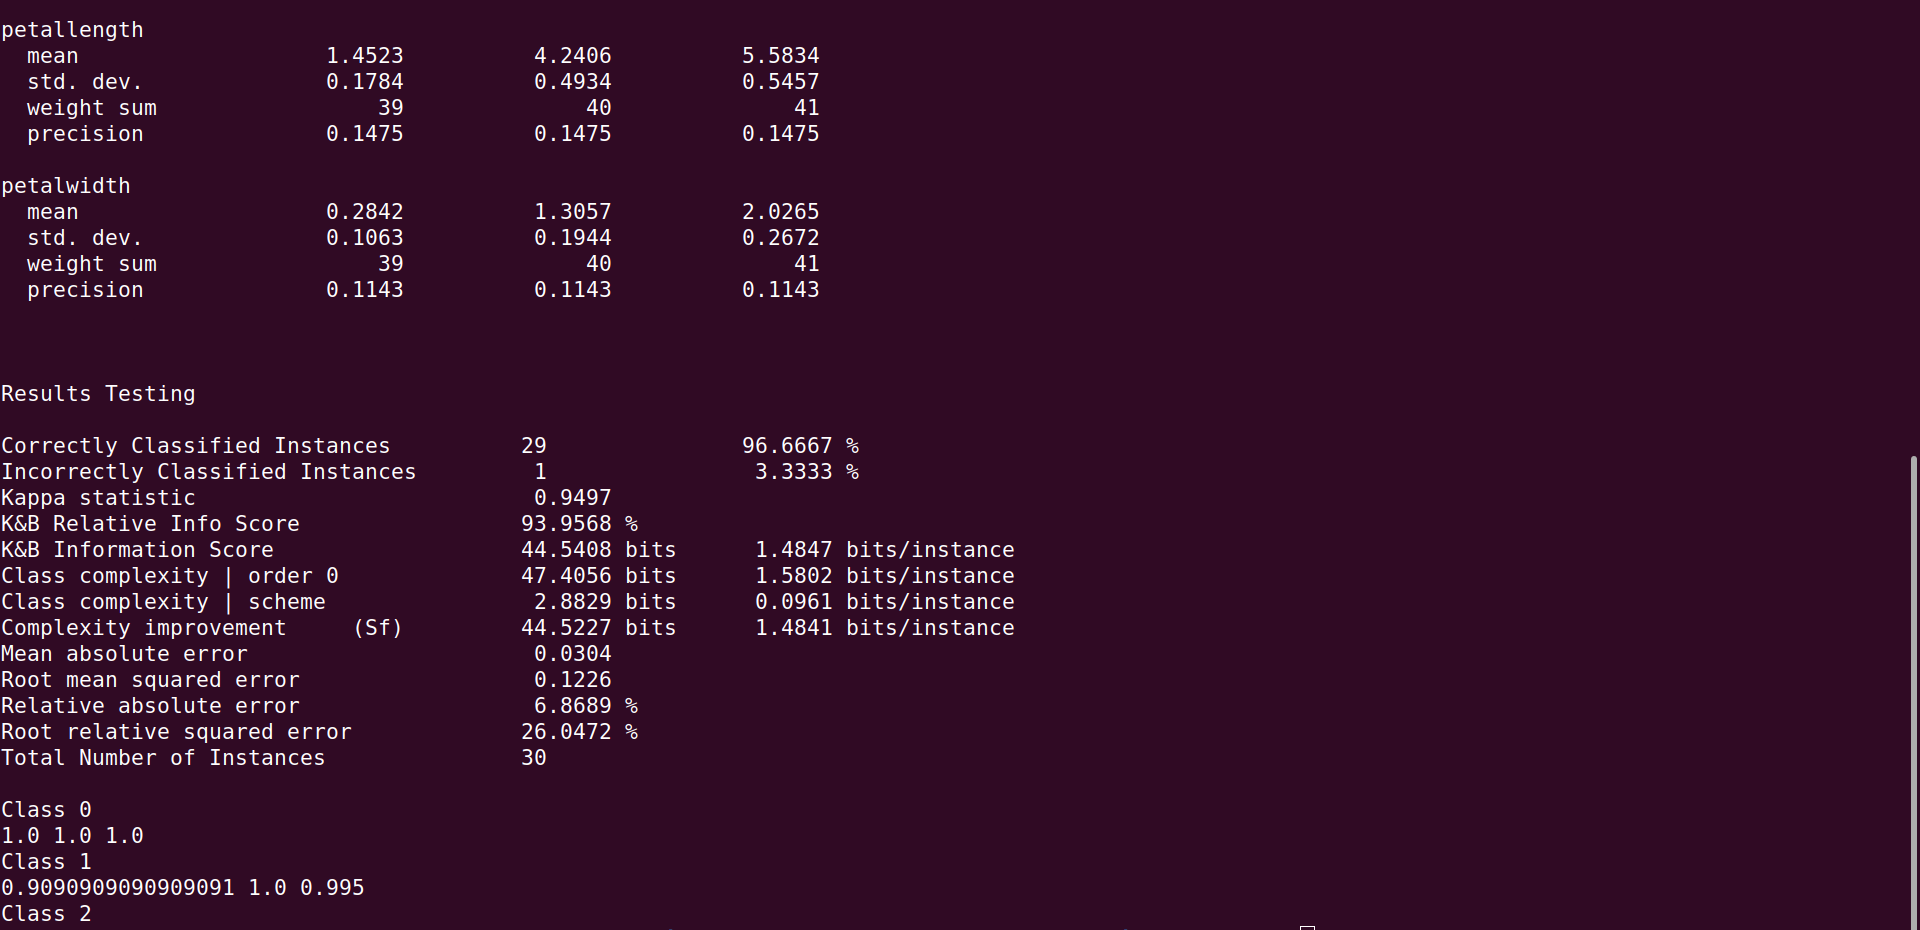 petallength
  mean                   1.4523          4.2406          5.5834
  std. dev.              0.1784          0.4934          0.5457
  weight sum                 39              40              41
  precision              0.1475          0.1475          0.1475
petalwidth
  mean                   0.2842          1.3057          2.0265
  std. dev.              0.1063          0.1944          0.2672
  weight sum                 39              40              41
  precision              0.1143          0.1143          0.1143
Results Testing
Correctly Classified Instances          29               96.6667 %
Incorrectly Classified Instances         1                3.3333 %
Kappa statistic                          0.9497
K&B Relative Info Score                 93.9568 %
K&B Information Score                   44.5408 bits      1.4847 bits/instance
Class complexity | order 0              47.4056 bits      1.5802 bits/instance
Class complexity | scheme                2.8829 bits      0.0961 bits/instance
Complexity improvement     (Sf)         44.5227 bits      1.4841 bits/instance
Mean absolute error                      0.0304
Root mean squared error                  0.1226
Relative absolute error                  6.8689 %
Root relative squared error             26.0472 %
Total Number of Instances               30
Class 0
1.0 1.0 1.0
Class 1
0.9090909090909091 1.0 0.995
Class 2